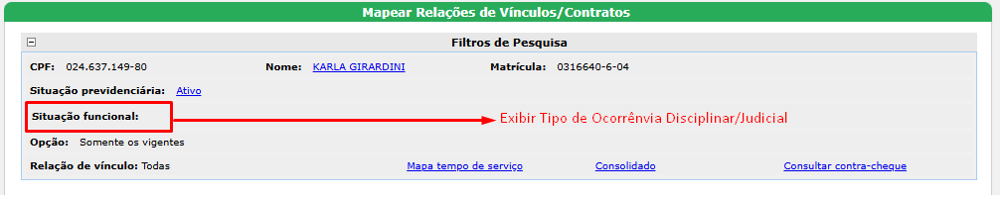 Mapear Relações de Vínculos/Contratos
Filtros de Pesquisa
CPF: 024.637.149-80 Nome: KARLA GIRARDINI Matrícula: 0316640-6-04
Situação previdenciária: Ativo
Situação funcional: Exibir Tipo de Ocorrênvia Disciplinar/Judicial
Opção: Somente os vigentes
Relação de vínculo: Todas Mapa tempo de serviço Consolidado Consultar contra-cheque